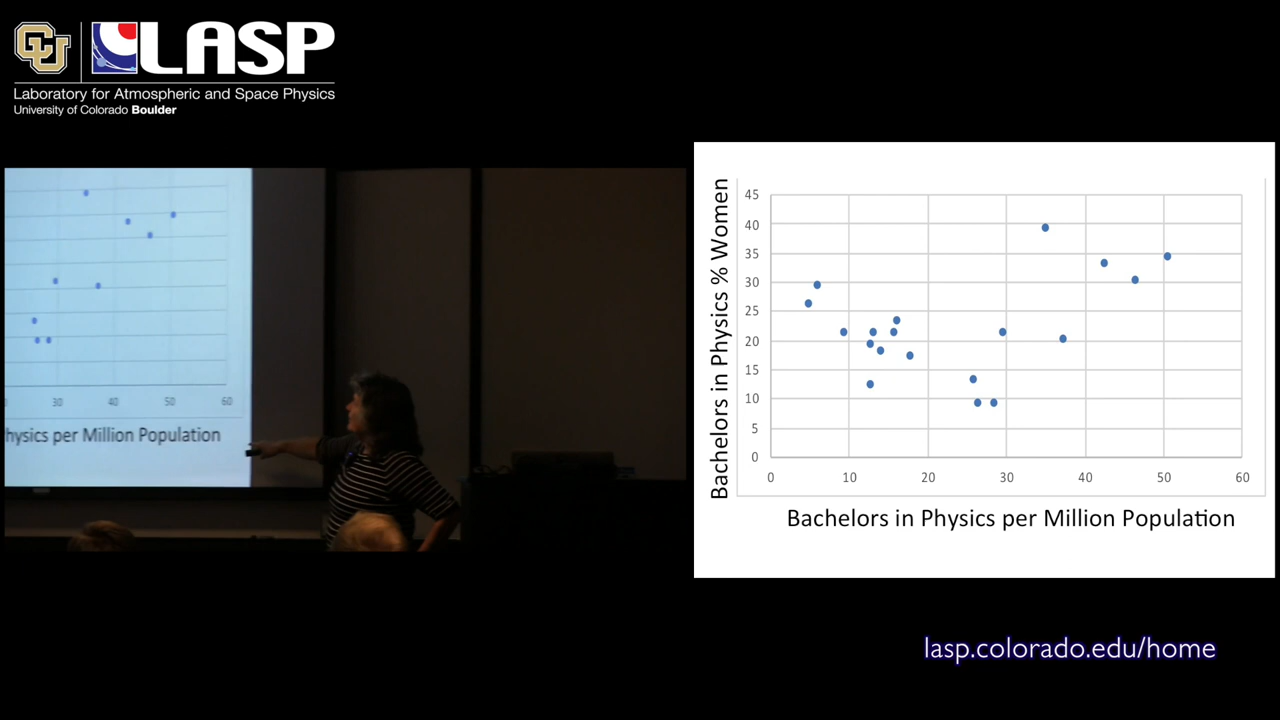 CU
LASP
Laboratory for Atmospheric and Space Physics
University of Colorado Boulder
30 40 50 60
hysics per Million Population
Bachelors in Physics % Women
45
40
35
30
25
20
15
10
5
0
0 10 20 30 40 50 60
Bachelors in Physics per Million Population
lasp.colorado.edu/home